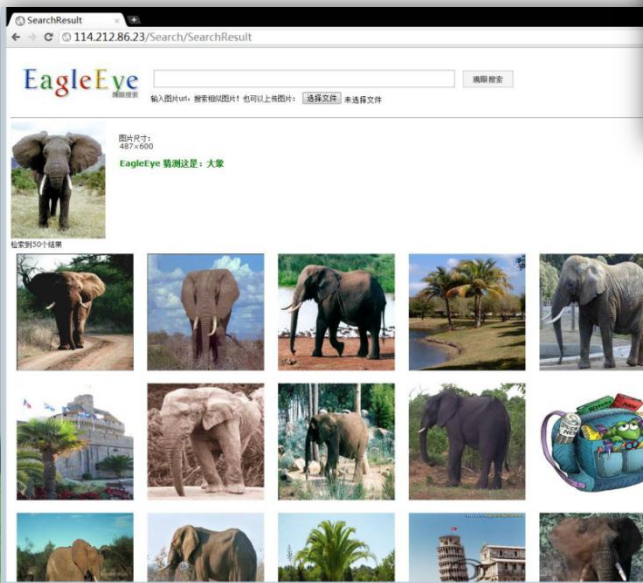 SearchResult
114.212.86.23/Search/SearchResult
EagleEye
鹰眼搜索
输入图片url，搜索相似图片！也可以上传图片：
选择文件
未选择文件
图片尺寸：
487×600
EagleEye 猜测这是：大象
检索到50个结果